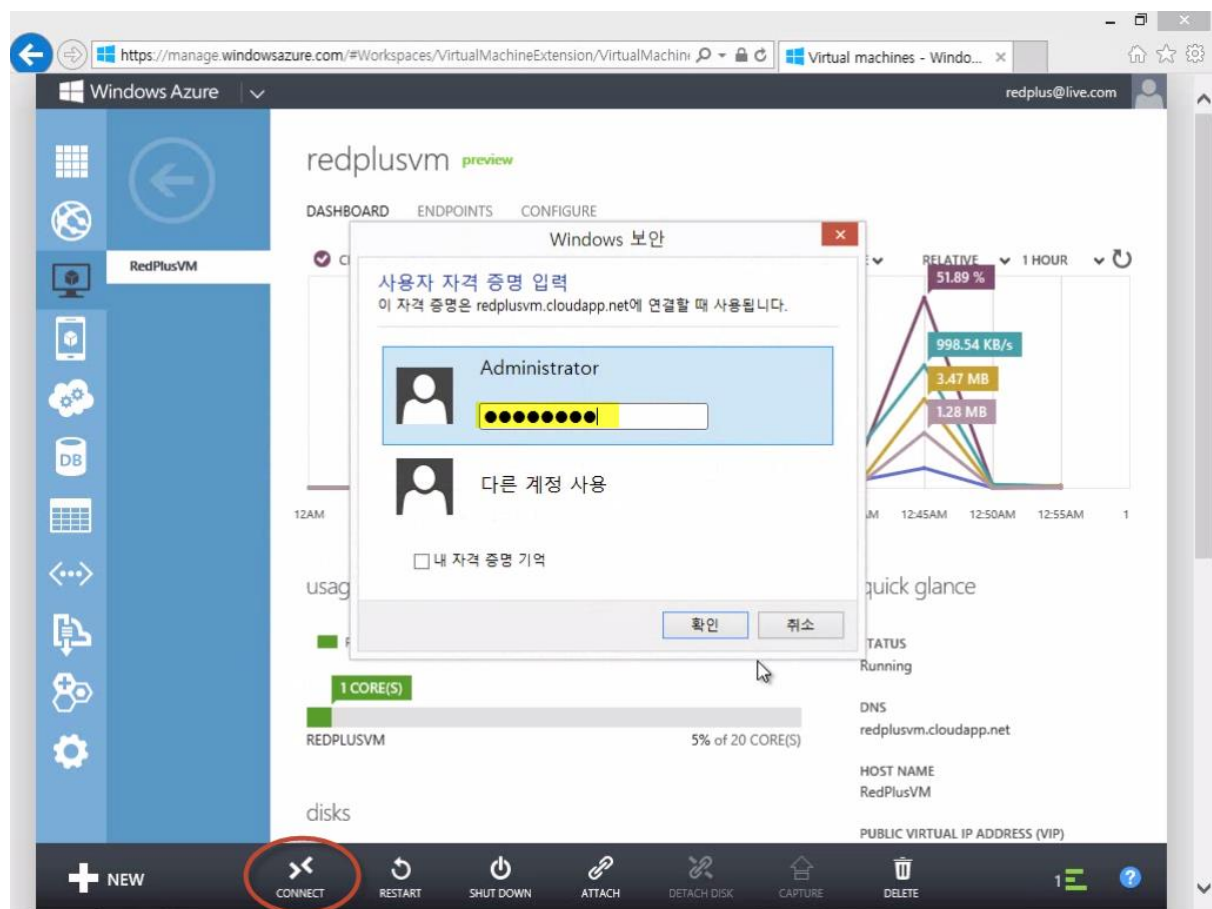 https://manage.windowsazure.com/#Workspaces/VirtualMachineExtension/VirtualMachin
Virtual machines - Windo...
Windows Azure
redplus@live.com
redplusvm preview
DASHBOARD ENDPOINTS CONFIGURE
RedPlusVM
RELATIVE 1 HOUR
Windows 보안
사용자 자격 증명 입력
이 자격 증명은 redplusvm.cloudapp.net에 연결할 때 사용됩니다.
Administrator
●●●●●●●●
다른 계정 사용
내 자격 증명 기억
확인 취소
51.89 %
998.54 KB/s
3.47 MB
1.28 MB
12AM 12:45AM 12:50AM 12:55AM 1
DB
usag
1 CORE(S)
REDPLUSVM 5% of 20 CORE(S)
disks
quick glance
TATUS
Running
DNS
redplusvm.cloudapp.net
HOST NAME
RedPlusVM
PUBLIC VIRTUAL IP ADDRESS (VIP)
NEW CONNECT RESTART SHUT DOWN ATTACH DETACH DISK CAPTURE DELETE 1 ?